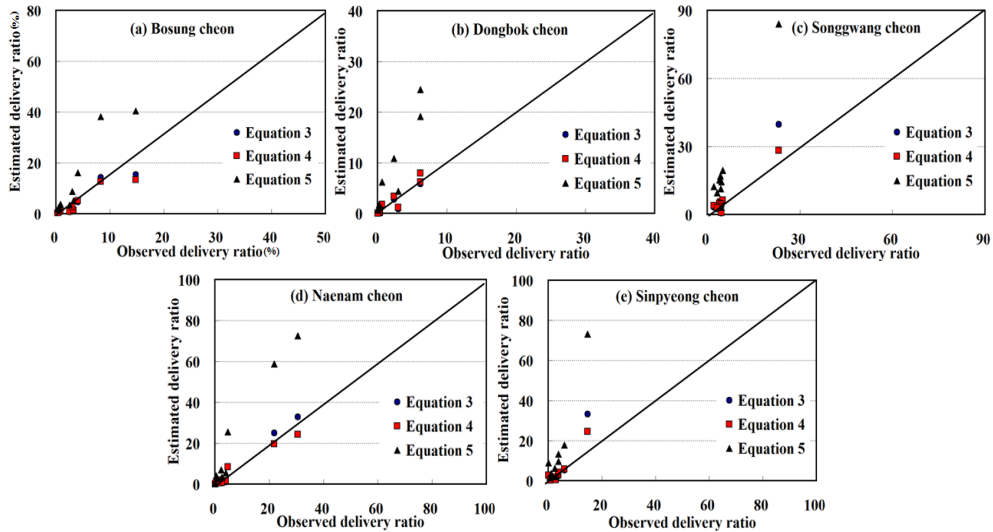 Estimated delivery ratio(%)
80
60
40
20
0
(a) Bosung cheon
Equation 3
Equation 4
Equation 5
0 10 20 30 40 50
Observed delivery ratio(%)
Estimated delivery ratio
40
30
20
10
0
(b) Dongbok cheon
Equation 3
Equation 4
Equation 5
0 10 20 30 40
Observed delivery ratio
Estimated delivery ratio
90
60
30
0
(c) Songgwang cheon
Equation 3
Equation 4
Equation 5
0 30 60 90
Observed delivery ratio
Estimated delivery ratio
100
80
60
40
20
0
(d) Naenam cheon
Equation 3
Equation 4
Equation 5
0 20 40 60 80 100
Observed delivery ratio
Estimated delivery ratio
100
80
60
40
20
0
(e) Sinpyeong cheon
Equation 3
Equation 4
Equation 5
0 20 40 60 80 100
Observed delivery ratio